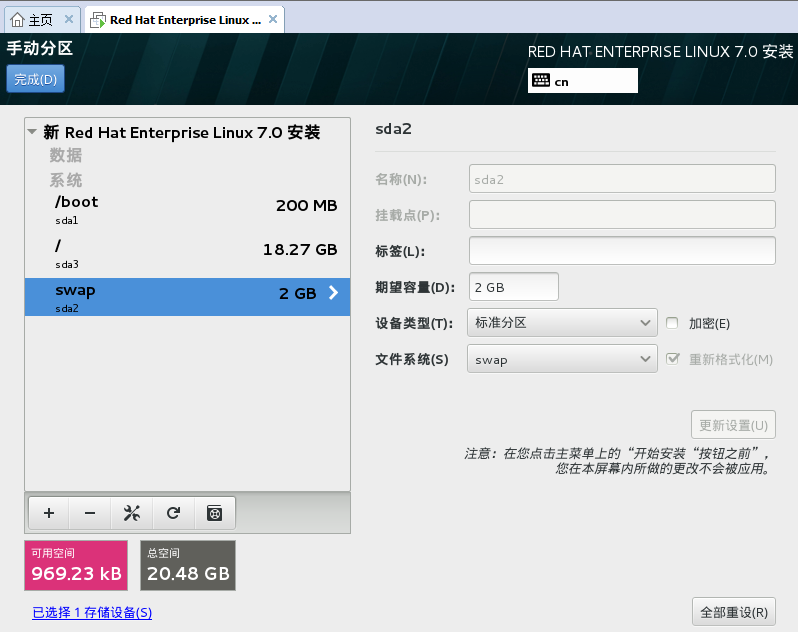 主页
Red Hat Enterprise Linux ...
手动分区
RED HAT ENTERPRISE LINUX 7.0 安装
完成(D)
cn
新 Red Hat Enterprise Linux 7.0 安装
数据
系统
/boot
200 MB
sda1
/
18.27 GB
sda3
swap
2 GB
sda2
sda2
名称(N):
sda2
挂载点(P):
标签(L):
期望容量(D):
2 GB
设备类型(T):
标准分区
加密(E)
文件系统(S)
swap
重新格式化(M)
更新设置(U)
注意：在您点击主菜单上的“开始安装“按钮之前”，
您在本屏幕内所做的更改不会被应用。
可用空间
969.23 kB
总空间
20.48 GB
已选择 1 存储设备(S)
全部重设(R)